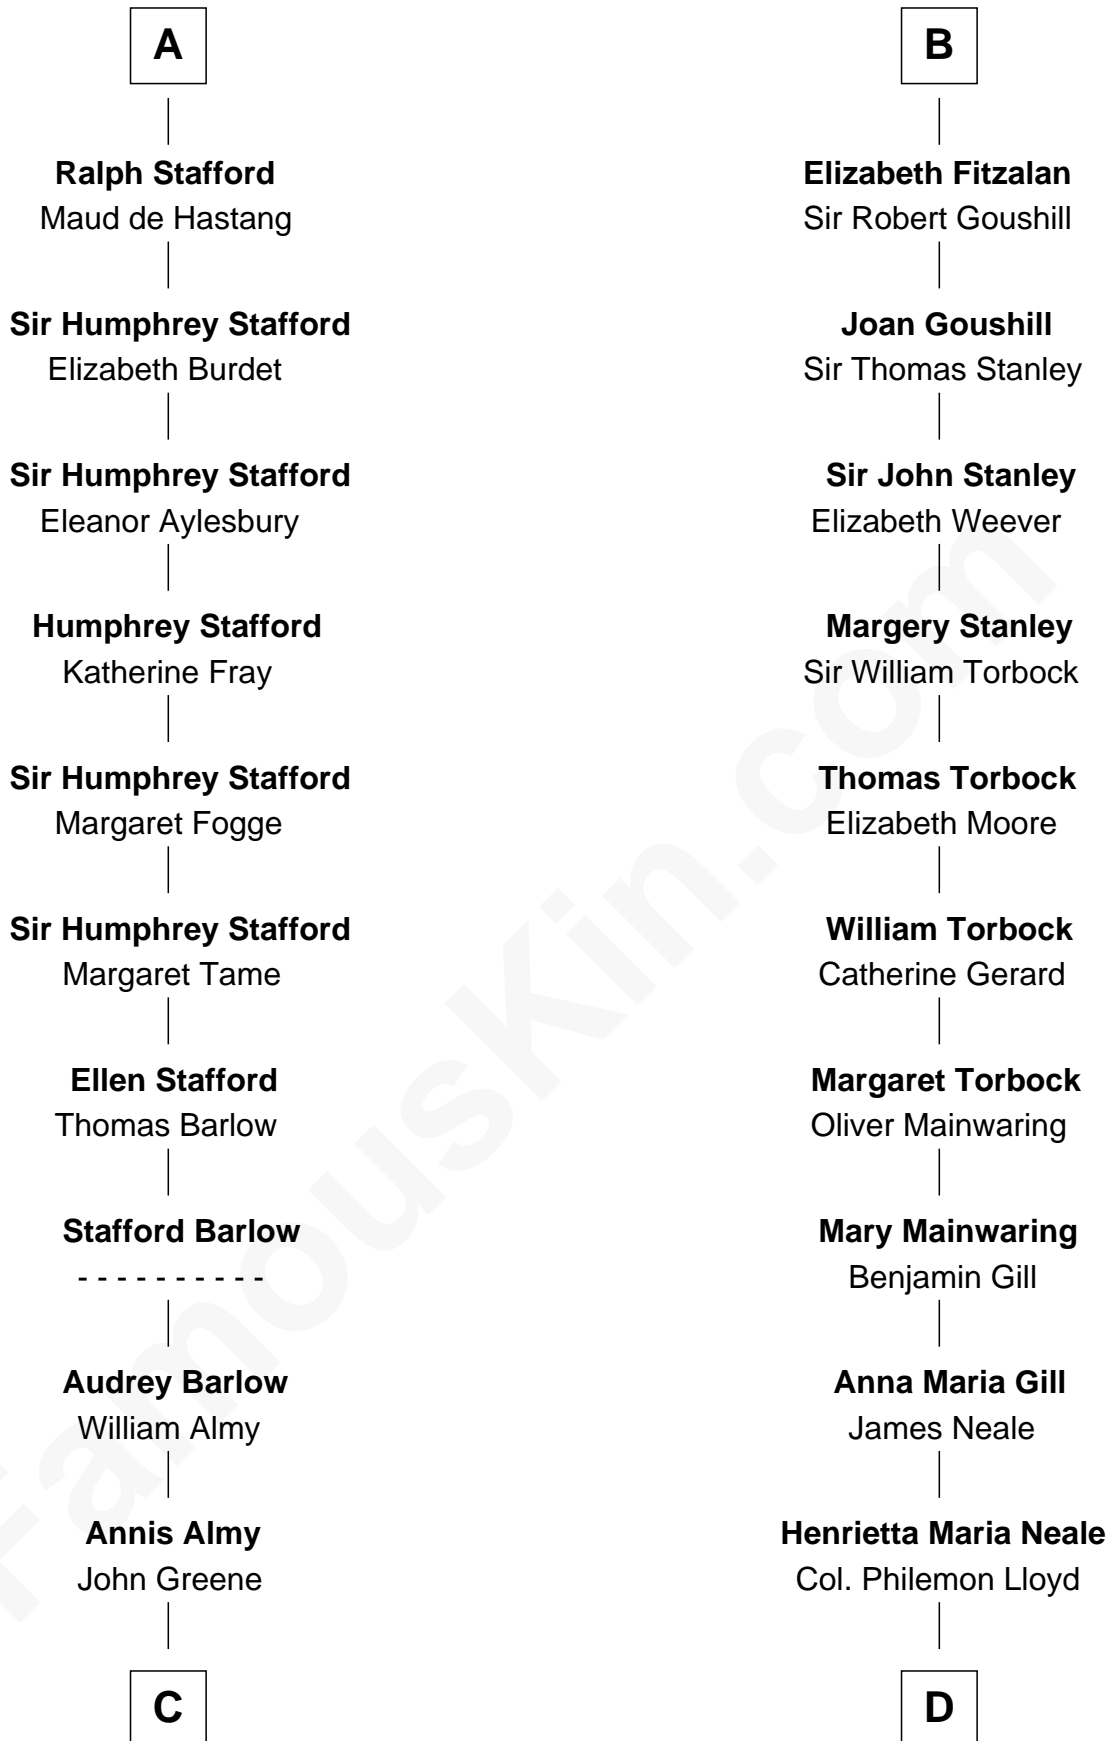 A
Ralph Stafford
Maud de Hastang
Sir Humphrey Stafford
Elizabeth Burdet
Sir Humphrey Stafford
Eleanor Aylesbury
Humphrey Stafford
Katherine Fray
Sir Humphrey Stafford
Margaret Fogge
Sir Humphrey Stafford
Margaret Tame
Ellen Stafford
Thomas Barlow
Stafford Barlow
- - - - - - - - - -
Audrey Barlow
William Almy
Annis Almy
John Greene
C
B
Elizabeth Fitzalan
Sir Robert Goushill
Joan Goushill
Sir Thomas Stanley
Sir John Stanley
Elizabeth Weever
Margery Stanley
Sir William Torbock
Thomas Torbock
Elizabeth Moore
William Torbock
Catherine Gerard
Margaret Torbock
Oliver Mainwaring
Mary Mainwaring
Benjamin Gill
Anna Maria Gill
James Neale
Henrietta Maria Neale
Col. Philemon Lloyd
D
FamousKin.com